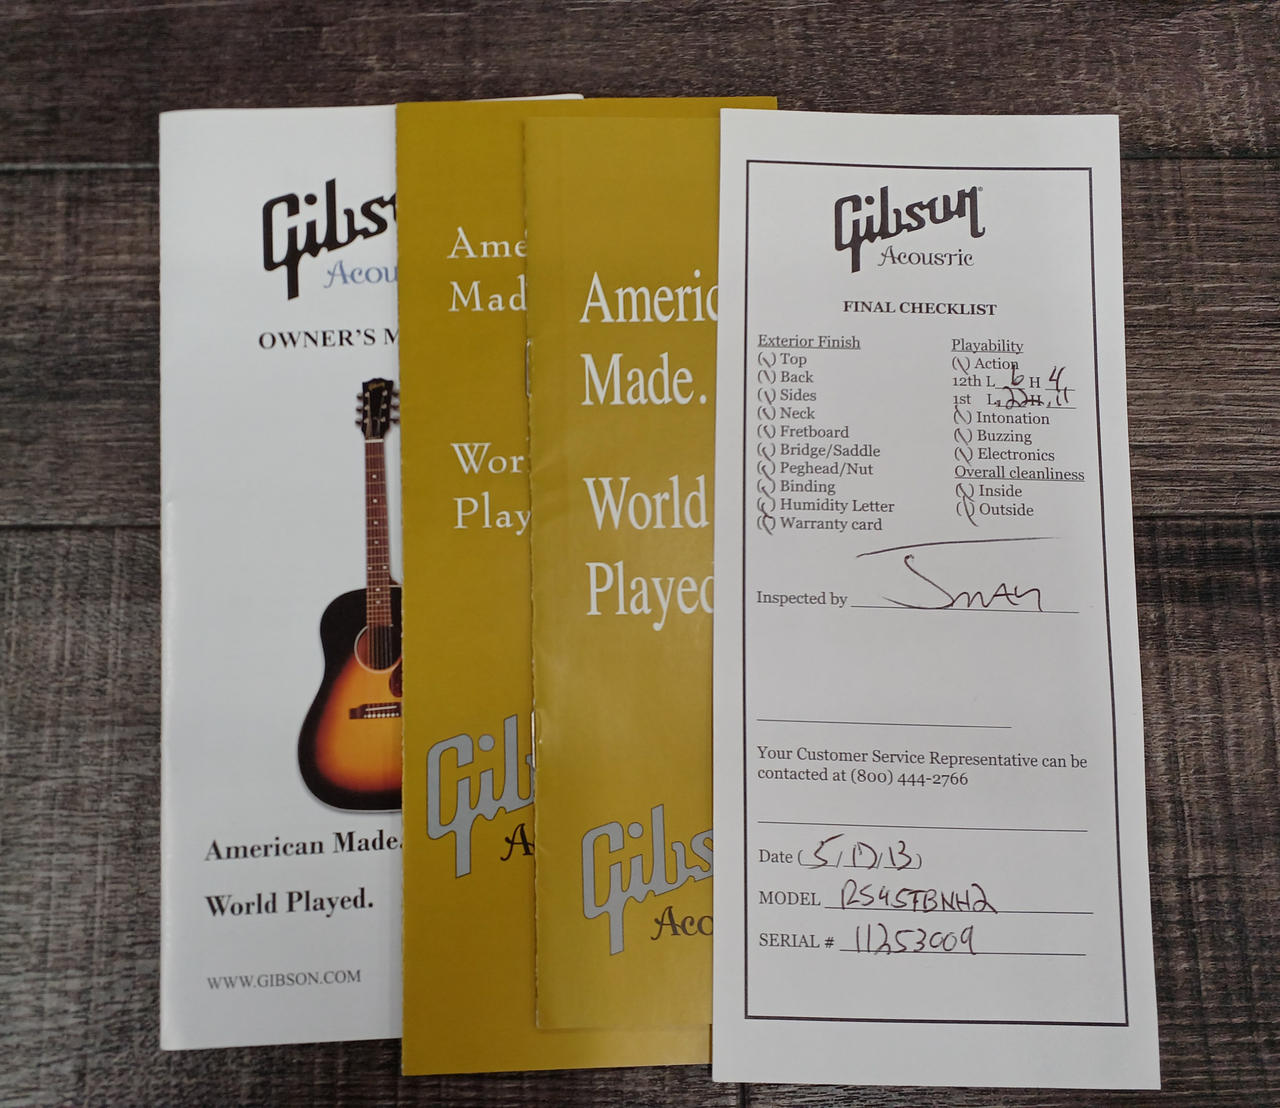 Gibson
Acou
OWNER'S M
American Made.
World Played.
WWW.GIBSON.COM
Ame
Mad
Wor
Play
Gib
A
Americ
Made.
World
Played
Gibs
Aco
Gibson
Acoustic
FINAL CHECKLIST
Exterior Finish
Top
Back
Sides
Neck
Fretboard
Bridge/Saddle
Peghead/Nut
Binding
Humidity Letter
Warranty card
Playability
Action
12th L 6 H 4
1st L H .11
Intonation
Buzzing
Electronics
Overall cleanliness
Inside
Outside
Inspected by
Your Customer Service Representative can be
contacted at (800) 444-2766
Date (5/17/13)
MODEL RS45TBNH2
SERIAL # 11253009